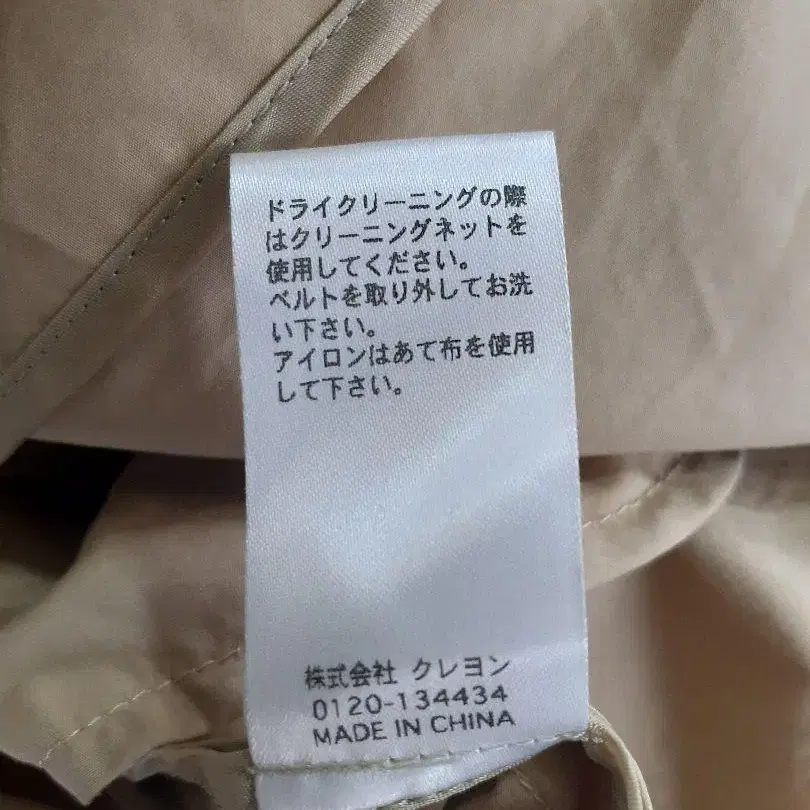 ドライクリーニングの際
はクリーニングネットを
使用してください。
ベルトを取り外してお洗
い下さい。
アイロンはあて布を使用
して下さい。
株式会社 クレヨン
0120-134434
MADE IN CHINA